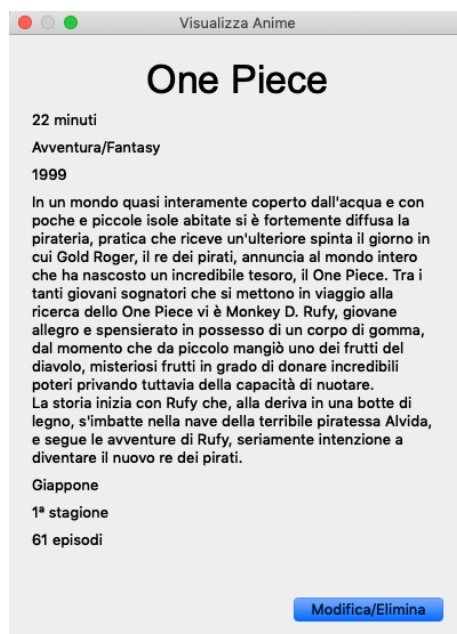 Visualizza Anime
One Piece
22 minuti
Avventura/Fantasy
1999
In un mondo quasi interamente coperto dall'acqua e con
poche e piccole isole abitate si è fortemente diffusa la
pirateria, pratica che riceve un'ulteriore spinta il giorno in
cui Gold Roger, il re dei pirati, annuncia al mondo intero
che ha nascosto un incredibile tesoro, il One Piece. Tra i
tanti giovani sognatori che si mettono in viaggio alla
ricerca dello One Piece vi è Monkey D. Rufy, giovane
allegro e spensierato in possesso di un corpo di gomma,
dal momento che da piccolo mangiò uno dei frutti del
diavolo, misteriosi frutti in grado di donare incredibili
poteri privando tuttavia della capacità di nuotare.
La storia inizia con Rufy che, alla deriva in una botte di
legno, s'imbatte nella nave della terribile piratessa Alvida,
e segue le avventure di Rufy, seriamente intenzione a
diventare il nuovo re dei pirati.
Giappone
1ª stagione
61 episodi
Modifica/Elimina